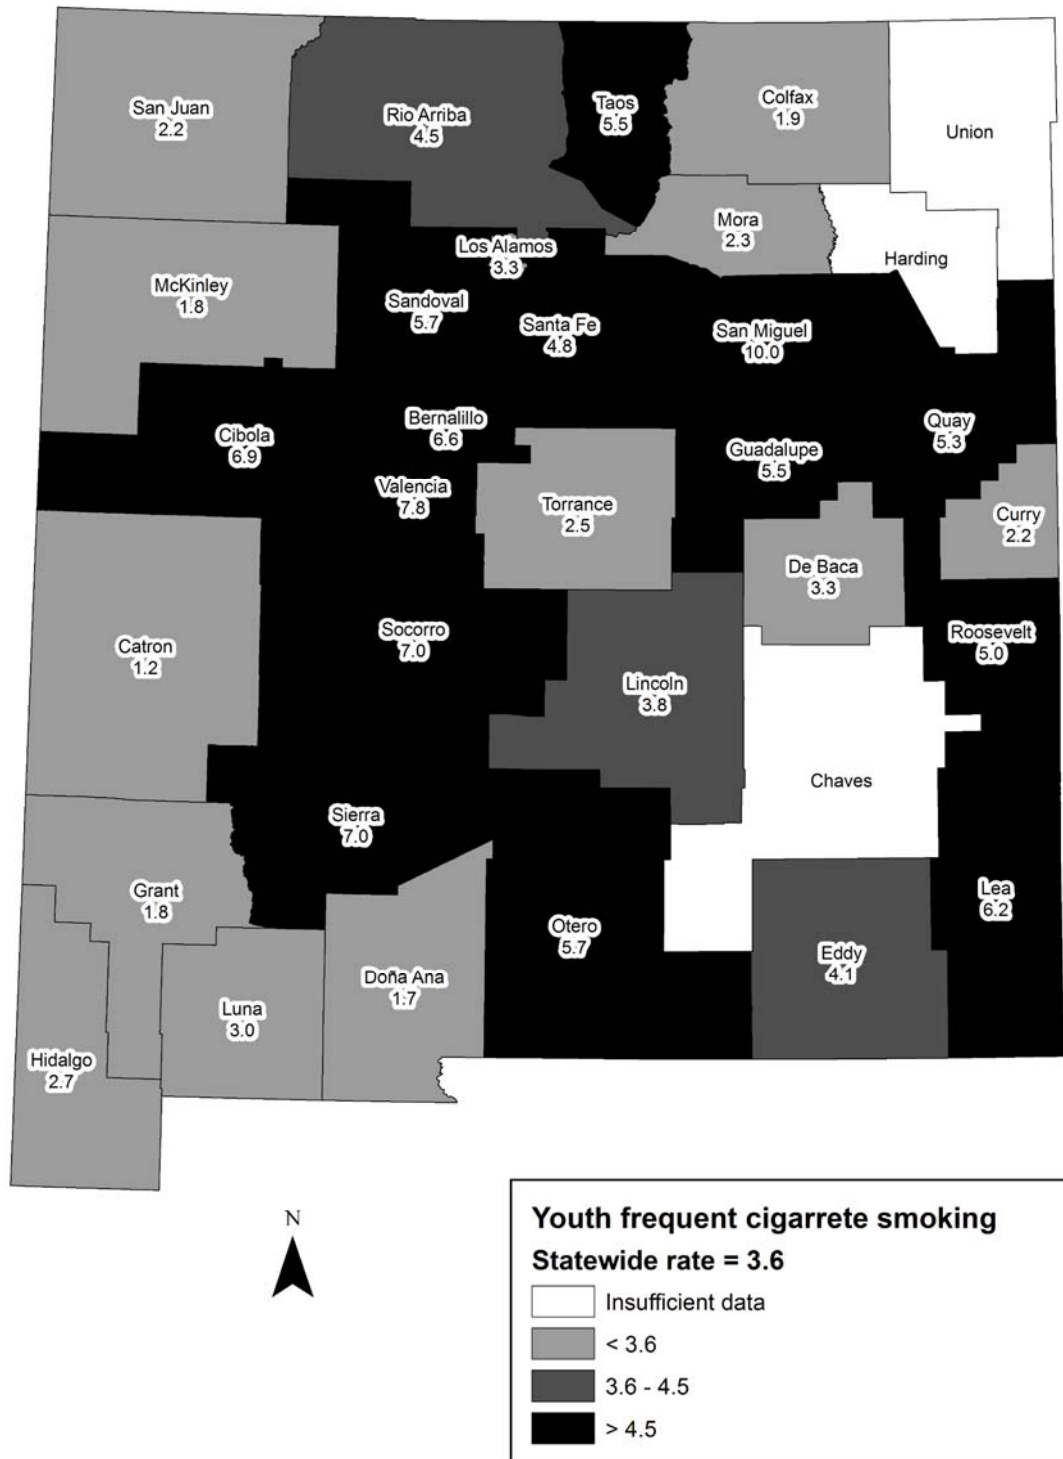 San Juan
2.2
Rio Arriba
4.5
Taos
5.5
Colfax
1.9
Union
Mora
2.3
Harding
Los Alamos
3.3
McKinley
1.8
Sandoval
5.7
Santa Fe
4.8
San Miguel
10.0
Cibola
6.9
Bernalillo
6.6
Guadalupe
5.5
Quay
5.3
Valencia
7.8
Torrance
2.5
Curry
2.2
De Baca
3.3
Catron
1.2
Socorro
7.0
Lincoln
3.8
Roosevelt
5.0
Chaves
Sierra
7.0
Grant
1.8
Otero
5.7
Lea
6.2
Eddy
4.1
Doña Ana
1.7
Luna
3.0
Hidalgo
2.7
N
Youth frequent cigarrete smoking
Statewide rate = 3.6
Insufficient data
< 3.6
3.6 - 4.5
> 4.5